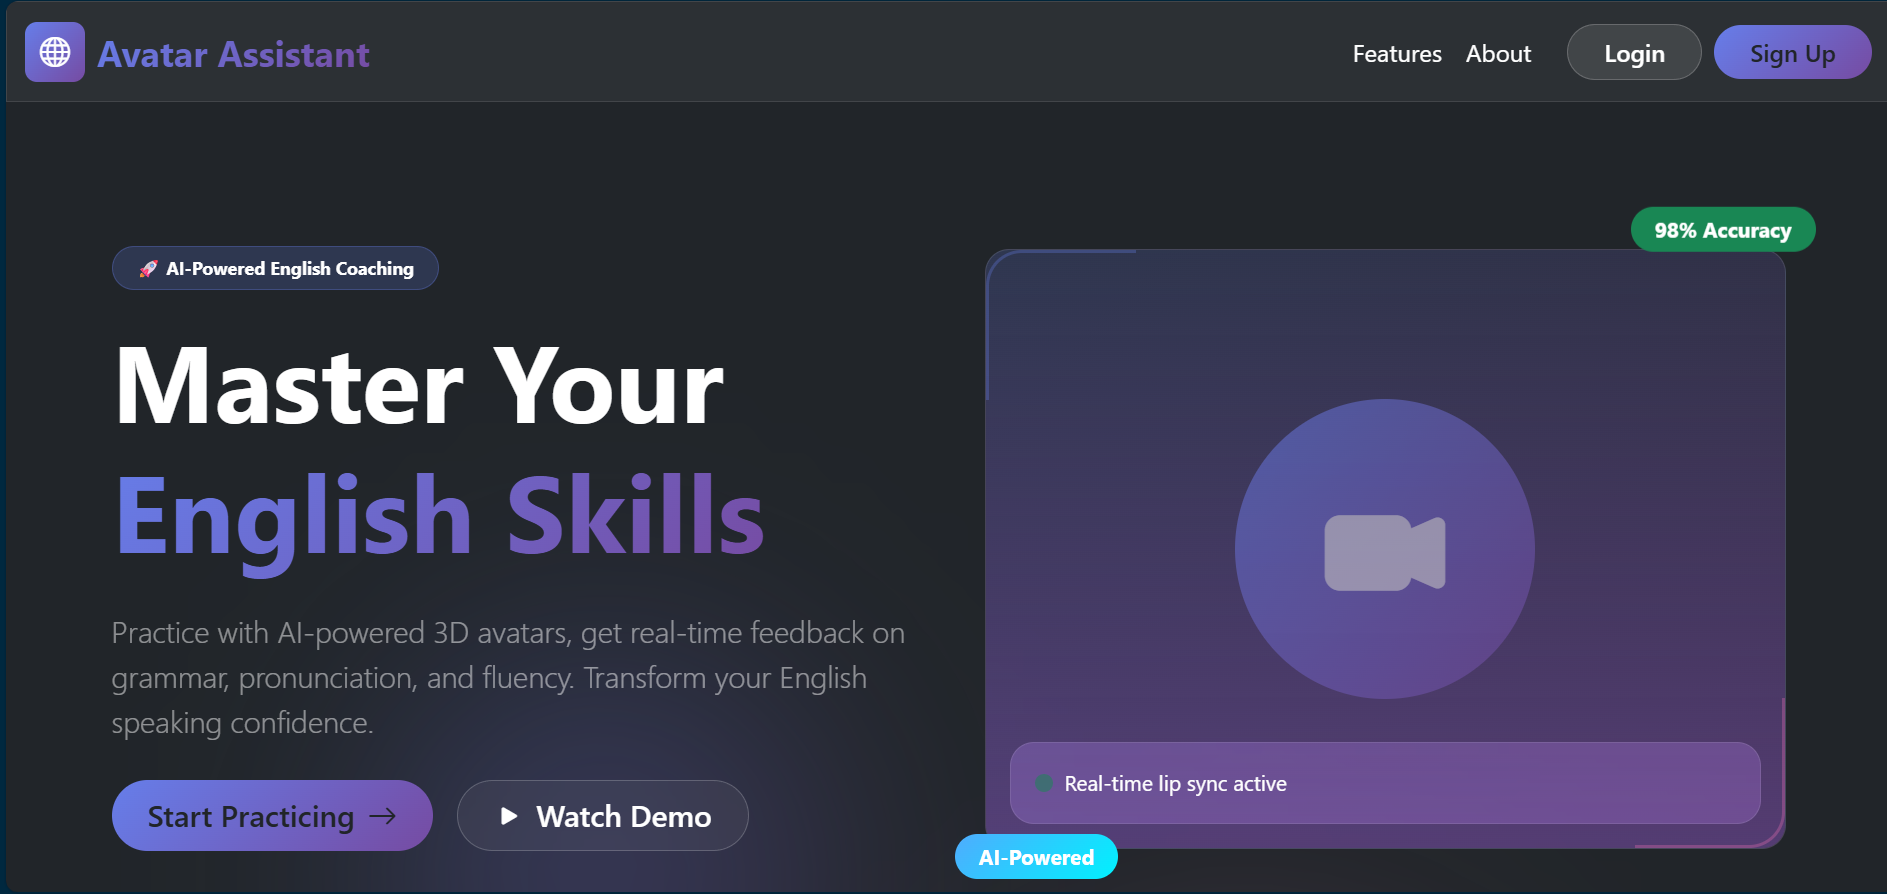 Avatar Assistant
Features
About
Login
Sign Up
🚀 AI-Powered English Coaching
Master Your
English Skills
Practice with AI-powered 3D avatars, get real-time feedback on
grammar, pronunciation, and fluency. Transform your English
speaking confidence.
Start Practicing →
Watch Demo
98% Accuracy
Real-time lip sync active
AI-Powered